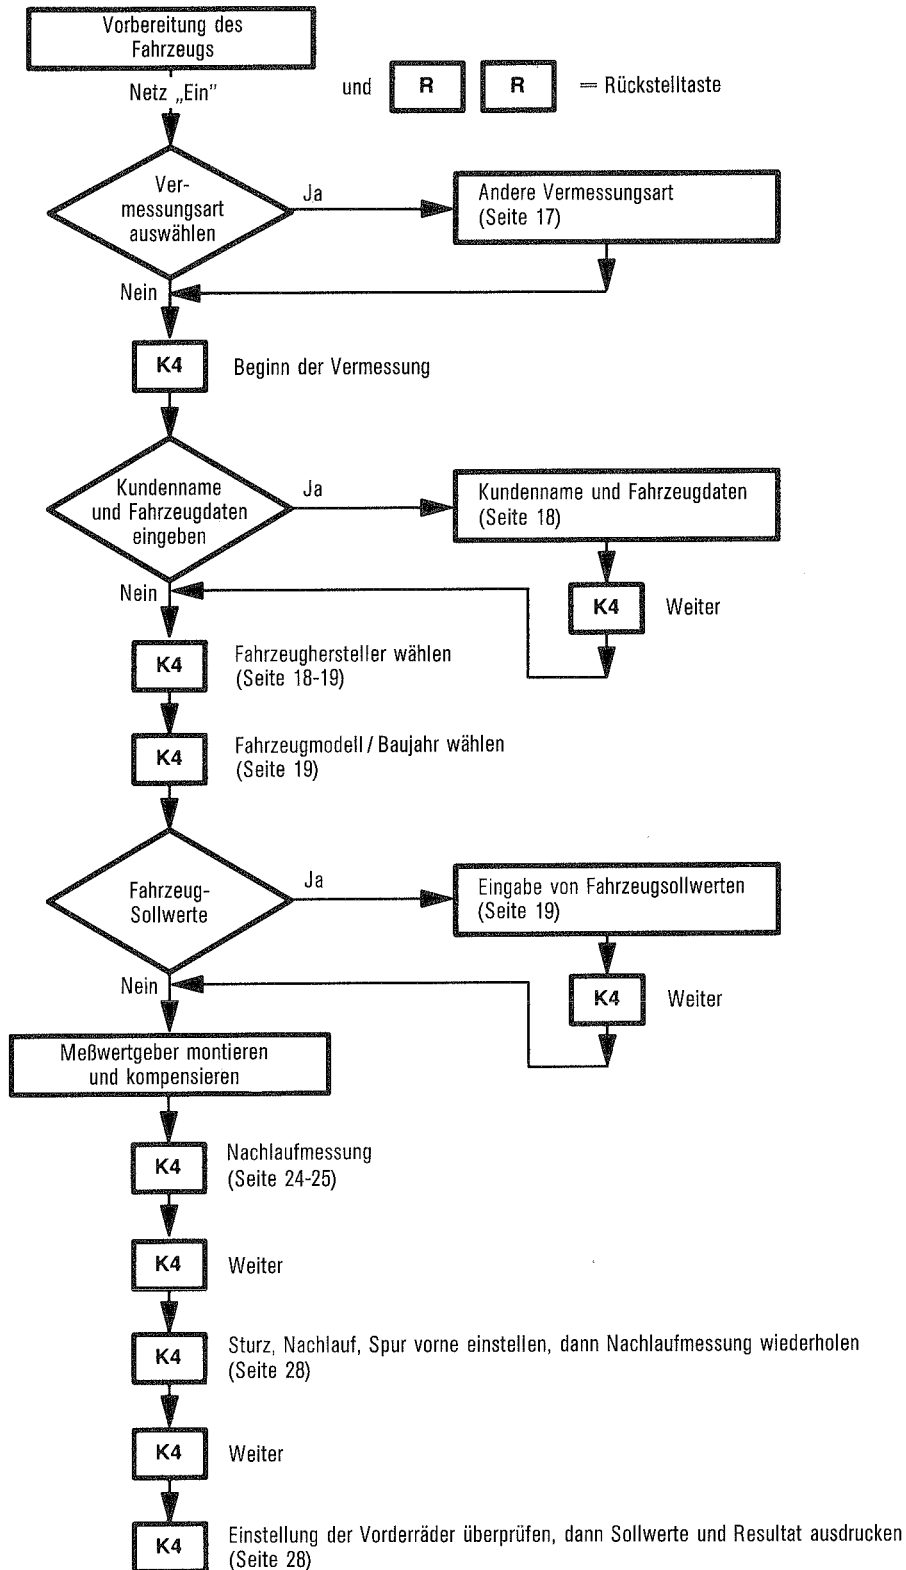 Vorbereitung des
Fahrzeugs
Netz „Ein"
und R R = Rückstelltaste
Ver-
messungsart
auswählen
Ja
Andere Vermessungsart
(Seite 17)
Nein
K4 Beginn der Vermessung
Kundenname
und Fahrzeugdaten
eingeben
Ja
Kundenname und Fahrzeugdaten
(Seite 18)
K4 Weiter
Nein
K4 Fahrzeughersteller wählen
(Seite 18-19)
K4 Fahrzeugmodell / Baujahr wählen
(Seite 19)
Fahrzeug-
Sollwerte
Ja
Eingabe von Fahrzeugsollwerten
(Seite 19)
K4 Weiter
Nein
Meßwertgeber montieren
und kompensieren
K4 Nachlaufmessung
(Seite 24-25)
K4 Weiter
K4 Sturz, Nachlauf, Spur vorne einstellen, dann Nachlaufmessung wiederholen
(Seite 28)
K4 Weiter
K4 Einstellung der Vorderräder überprüfen, dann Sollwerte und Resultat ausdrucken
(Seite 28)